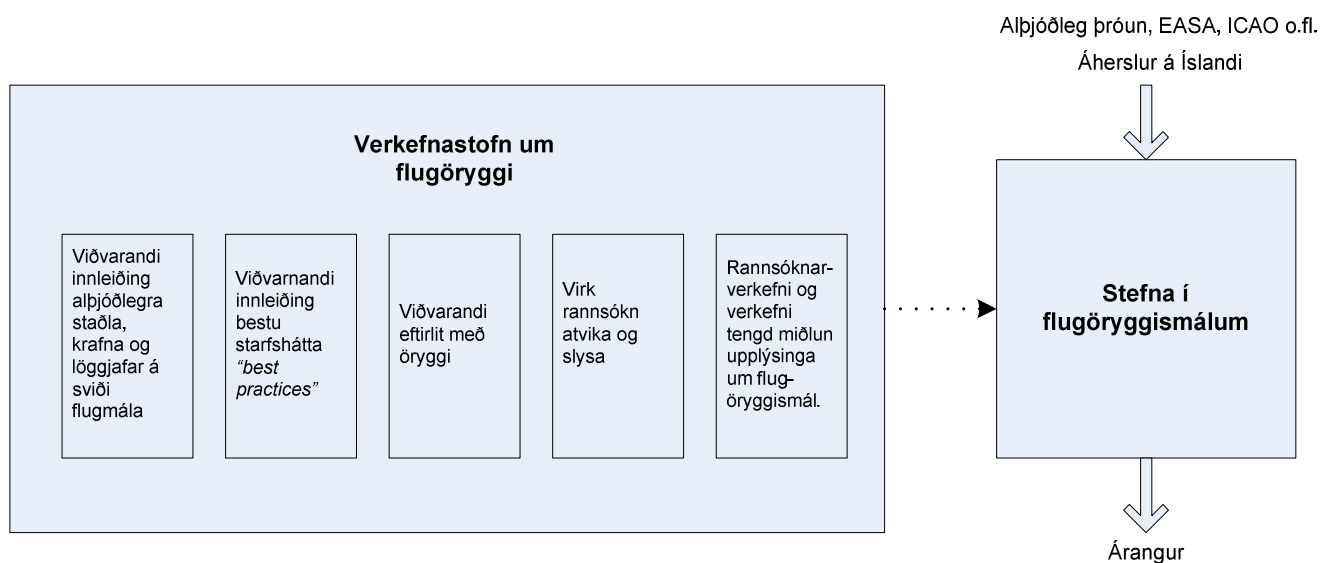 Alþjóðleg þróun, EASA, ICAO o.fl.
Áherslur á Íslandi
Verkefnastofn um
flugöryggi
Viðvarandi
innleiðing
alþjóðlegra
staðla,
krafna og
löggjafar á
sviði
flugmála
Viðvarnandi
innleiðing
bestu
starfshátta
“best
practices”
Viðvarandi
eftirlit með
öryggi
Virk
rannsókn
atvika og
slysa
Rannsóknar-
verkefni og
verkefni
tengd miðlun
upplýsinga
um flug-
öryggismál.
Stefna í
flugöryggismálum
Árangur